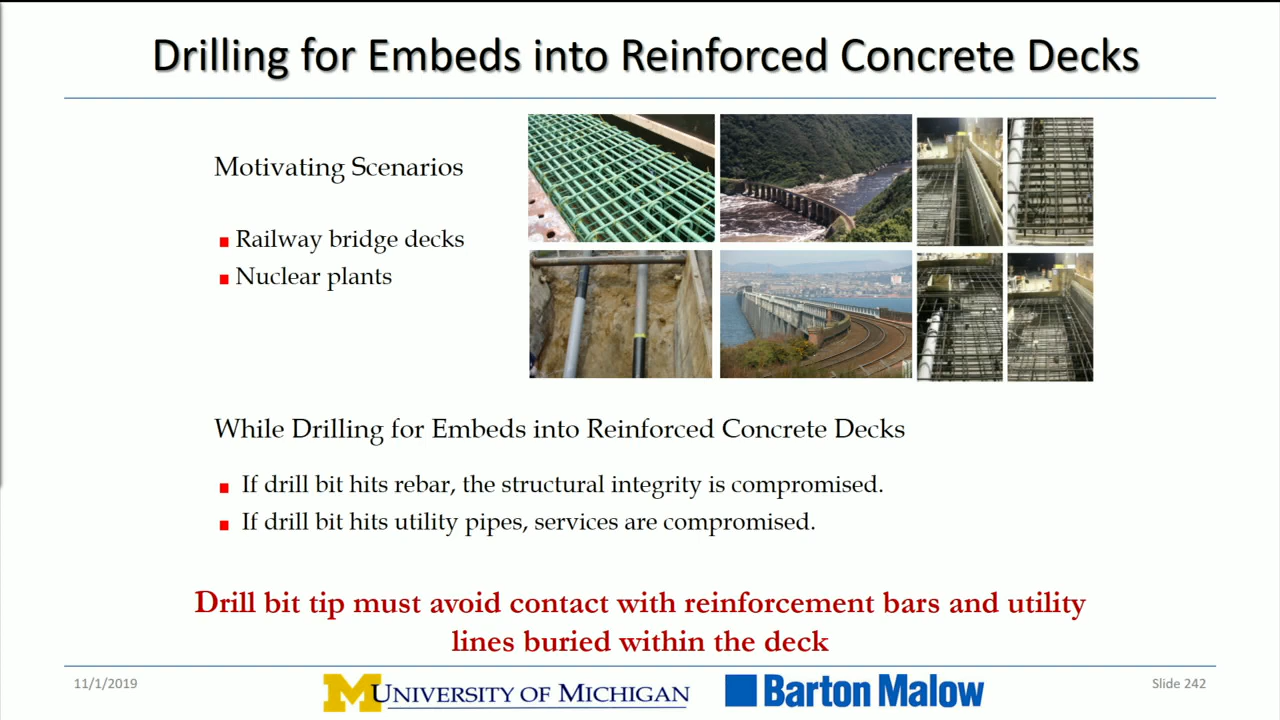 Drilling for Embeds into Reinforced Concrete Decks
Motivating Scenarios
Railway bridge decks
Nuclear plants
While Drilling for Embeds into Reinforced Concrete Decks
If drill bit hits rebar, the structural integrity is compromised.
If drill bit hits utility pipes, services are compromised.
Drill bit tip must avoid contact with reinforcement bars and utility
lines buried within the deck
11/1/2019
M UNIVERSITY OF MICHIGAN
Barton Malow
Slide 242